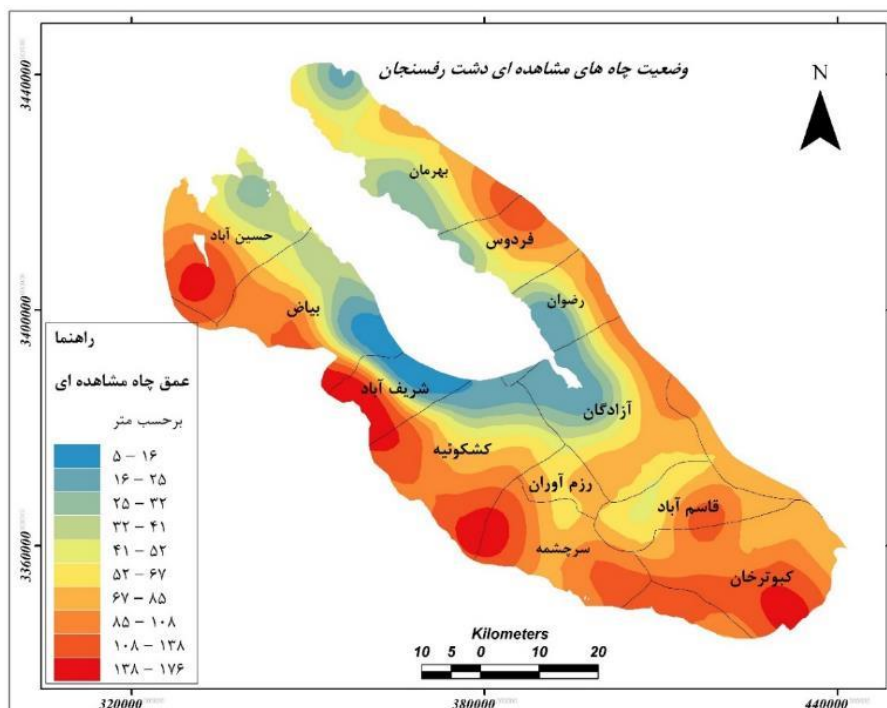 وضعیت چاه های مشاهده ای دشت رفسنجان
N
3440000
3400000
3360000
بهرمان
فردوس
حسین آباد
رضوان
بیاض
شریف آباد
آزادگان
کشکوئیه
رزم آوران
قاسم آباد
سرچشمه
کبوترخان
راهنما
عمق چاه مشاهده ای
برحسب متر
۵ – ۱۶
۱۶ – ۲۵
۲۵ – ۳۲
۳۲ – ۴۱
۴۱ – ۵۲
۵۲ – ۶۷
۶۷ – ۸۵
۸۵ – ۱۰۸
۱۰۸ – ۱۳۸
۱۳۸ – ۱۷۶
Kilometers
10 5 0 10 20
320000
380000
440000